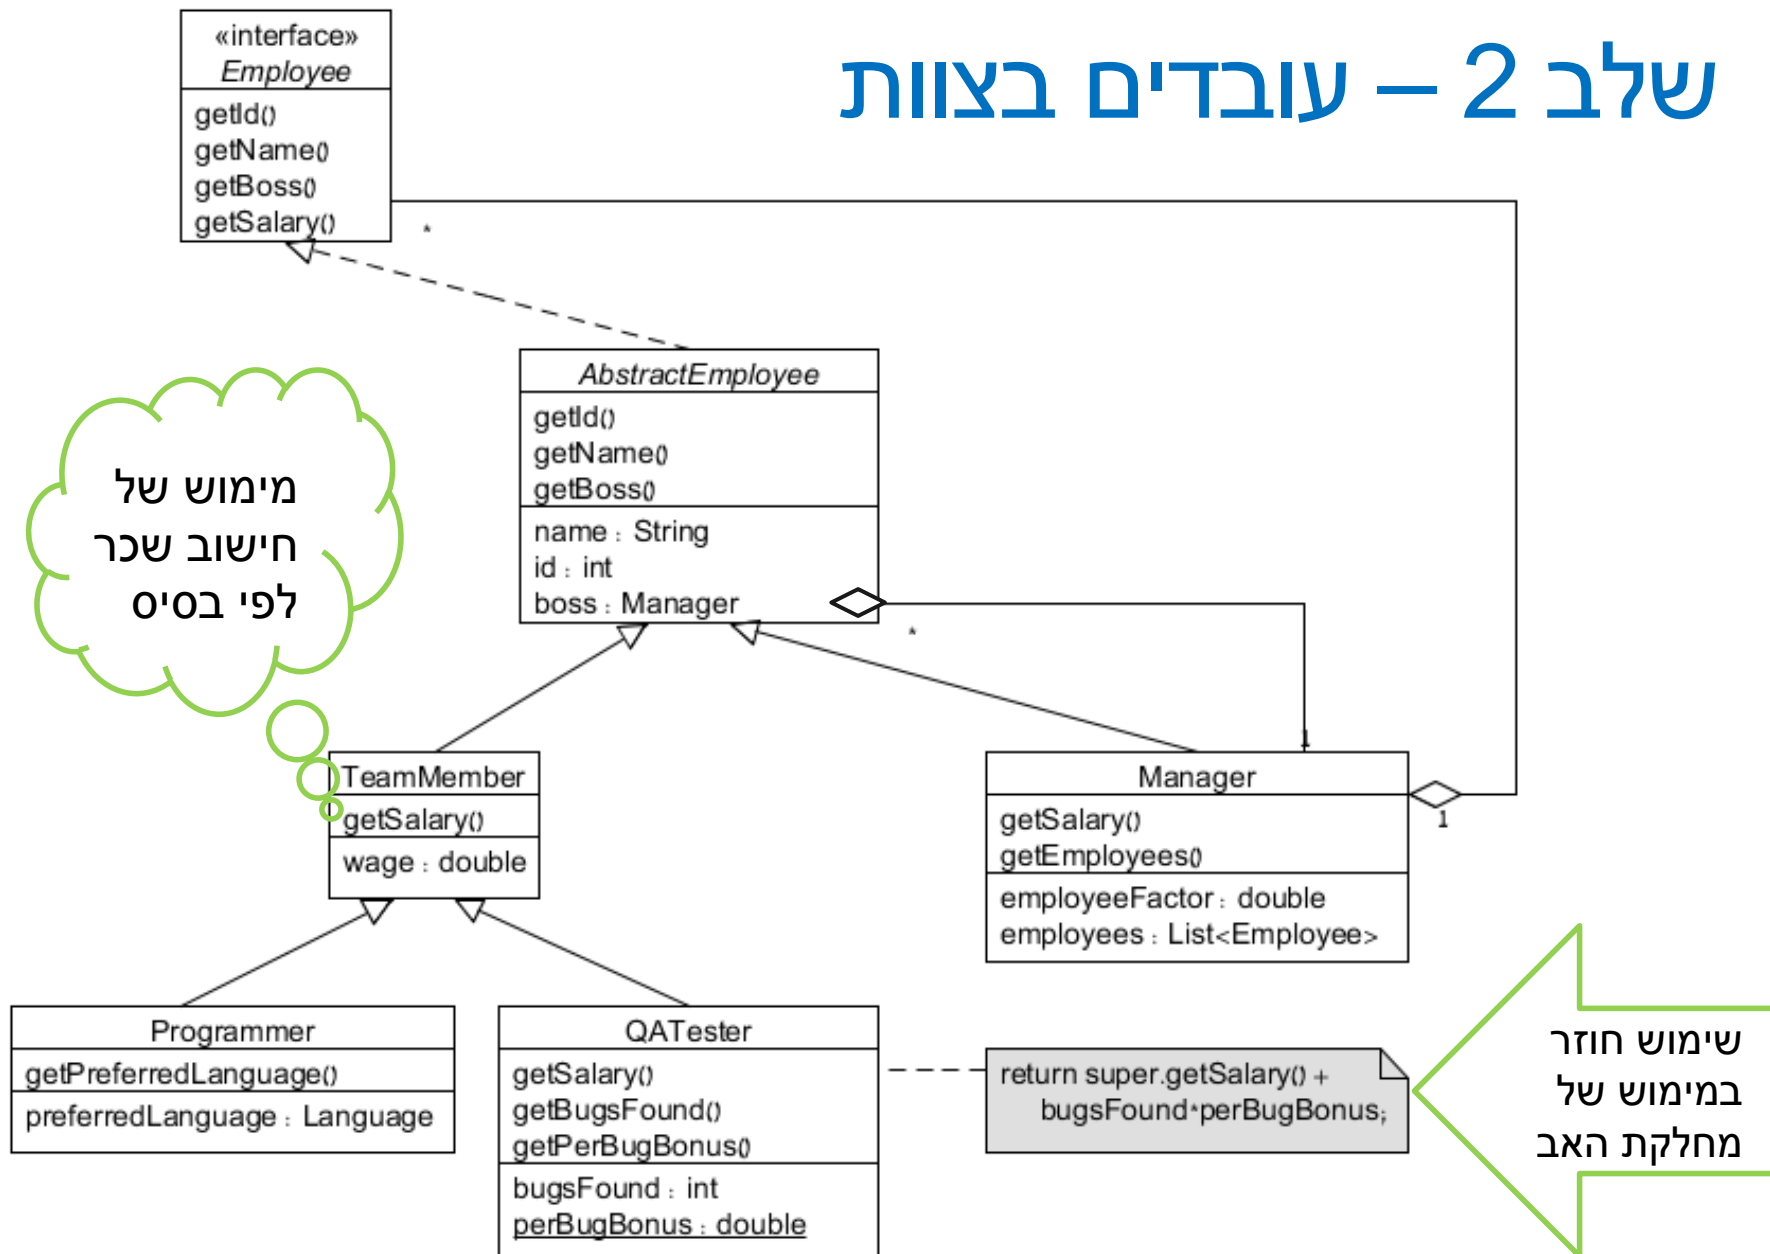 שלב 2 – עובדים בצוות
«interface»
Employee
getId()
getName()
getBoss()
getSalary()
*
AbstractEmployee
getId()
getName()
getBoss()
name : String
id : int
boss : Manager
*
מימוש של
חישוב שכר
לפי בסיס
1
TeamMember
getSalary()
wage : double
Manager
getSalary()
getEmployees()
employeeFactor : double
employees : List<Employee>
1
Programmer
getPreferredLanguage()
preferredLanguage : Language
QATester
getSalary()
getBugsFound()
getPerBugBonus()
bugsFound : int
perBugBonus : double
return super.getSalary() +
bugsFound*perBugBonus;
שימוש חוזר
במימוש של
מחלקת האב